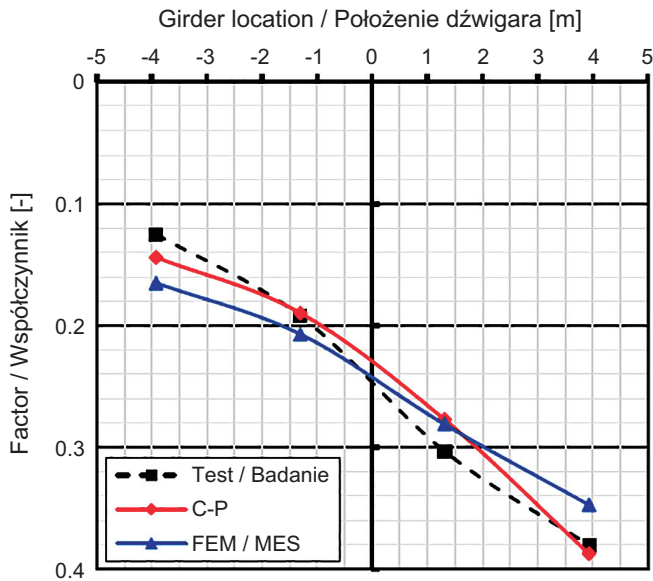 Girder location / Położenie dźwigara [m]
-5 -4 -3 -2 -1 0 1 2 3 4 5
0
0.1
0.2
0.3
0.4
Factor / Współczynnik [-]
Test / Badanie
C-P
FEM / MES